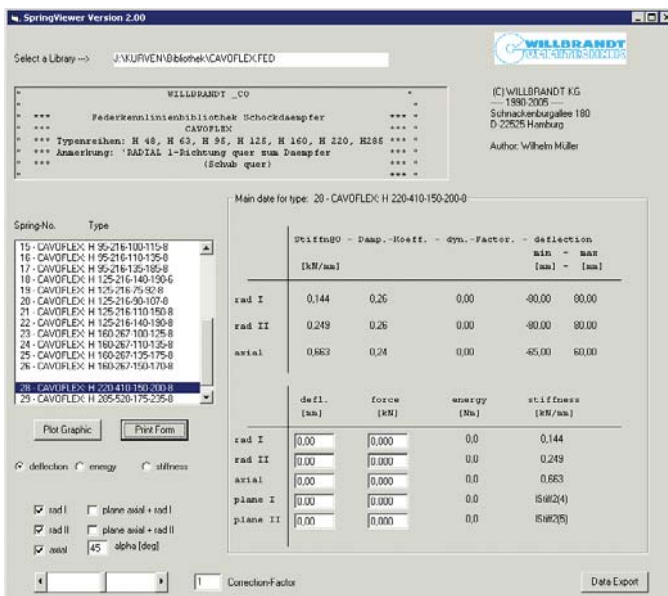 SpringViewer Version 2.00
Select a Library --->
J:\KURVEN\Bibliothek\CAVOFLEX.FED
WILLBRANDT
GUMMITECHNIK
" WILLBRANDT _CO "
" "
" *** *** "
" *** Federkennlinienbibliothek Schockdaempfer *** "
" *** CAVOFLEX *** "
" *** Typenreihen: H 48, H 63, H 95, H 125, H 160, H 220, H285 *** "
" *** Anmerkung: 'RADIAL 1-Richtung quer zum Daempfer *** "
" *** (Schub quer) *** "
" *** "
(C) WILLBRANDT KG
---- 1990-2005 ----
Schnackenburgallee 180
D-22525 Hamburg
Author: Wilhelm Müller
Main date for type: 28 - CAVOFLEX: H 220-410-150-200-8
Spring-No. Type
15 - CAVOFLEX: H 95-216-100-115-8
16 - CAVOFLEX: H 95-216-110-135-8
17 - CAVOFLEX: H 95-216-135-185-8
18 - CAVOFLEX: H 125-216-140-190-6
19 - CAVOFLEX: H 125-216-75-92-8
20 - CAVOFLEX: H 125-216-90-107-8
21 - CAVOFLEX: H 125-216-110-150-8
22 - CAVOFLEX: H 125-216-140-190-8
23 - CAVOFLEX: H 160-267-100-125-8
24 - CAVOFLEX: H 160-267-110-135-8
25 - CAVOFLEX: H 160-267-135-175-8
26 - CAVOFLEX: H 160-267-150-170-8
28 - CAVOFLEX: H 220-410-150-200-8
29 - CAVOFLEX: H 285-520-175-235-8
Stiffn@0 - Damp.-Koeff. - dyn.-Factor. - deflection
min - max
[kN/mm] [mm] - [mm]
rad I 0,144 0,26 0,00 -80,00 80,00
rad II 0,249 0,26 0,00 -80,00 80,00
axial 0,663 0,24 0,00 -65,00 60,00
defl. force energy stiffness
[mm] [kN] [Nm] [kN/mm]
rad I 0,00 0,000 0,0 0,144
rad II 0.00 0.000 0,0 0,249
axial 0.00 0.000 0,0 0,663
plane I 0,00 0,000 0.0 lStiff2(4)
plane II 0,00 0,000 0.0 lStiff2(5)
Plot Graphic
Print Form
deflection energy stiffness
rad I plane axial + rad I
rad II plane axial + rad II
axial 45 alpha [deg]
1 Correction-Factor
Data Export